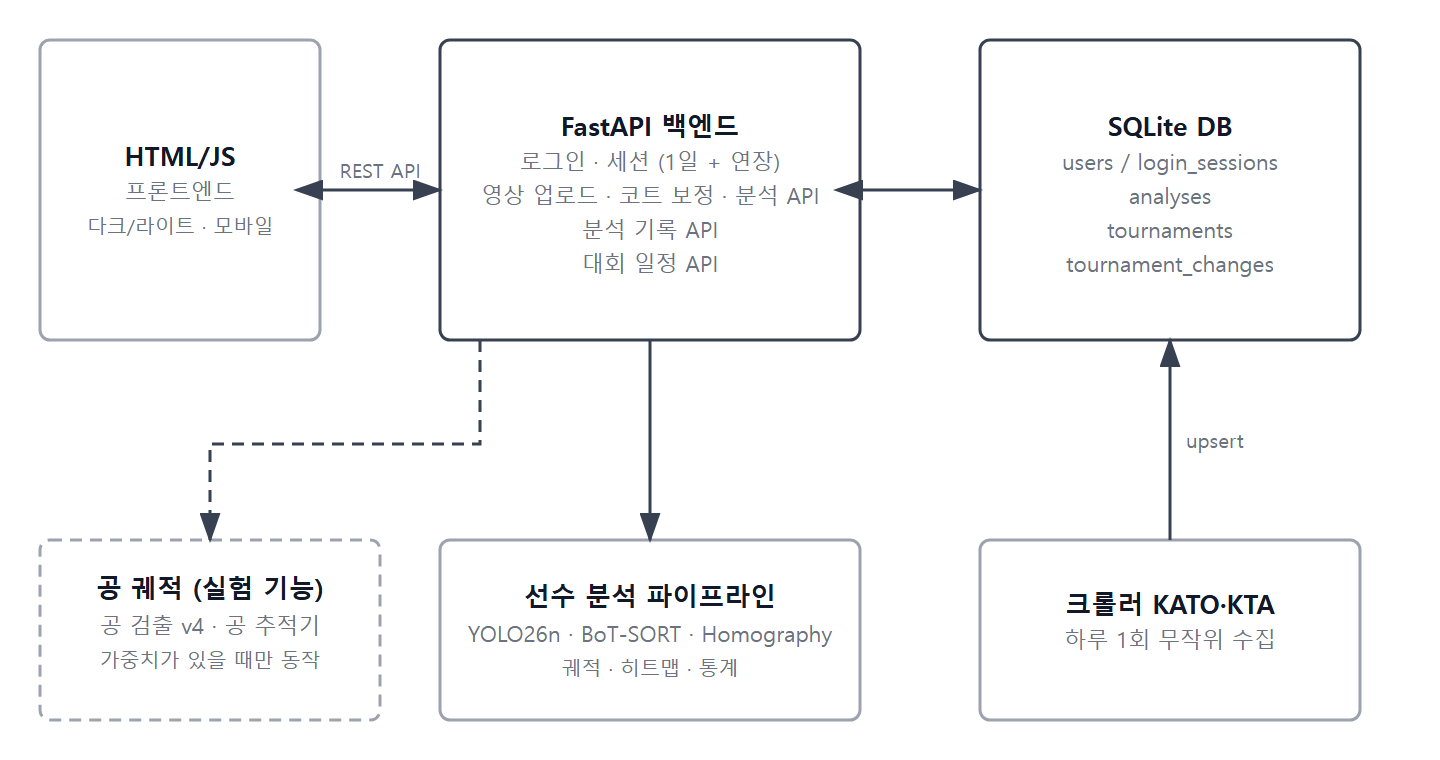 HTML/JS
프론트엔드
다크/라이트 · 모바일
REST API
FastAPI 백엔드
로그인 · 세션 (1일 + 연장)
영상 업로드 · 코트 보정 · 분석 API
분석 기록 API
대회 일정 API
SQLite DB
users / login_sessions
analyses
tournaments
tournament_changes
upsert
공 궤적 (실험 기능)
공 검출 v4 · 공 추적기
가중치가 있을 때만 동작
선수 분석 파이프라인
YOLO26n · BoT-SORT · Homography
궤적 · 히트맵 · 통계
크롤러 KATO·KTA
하루 1회 무작위 수집